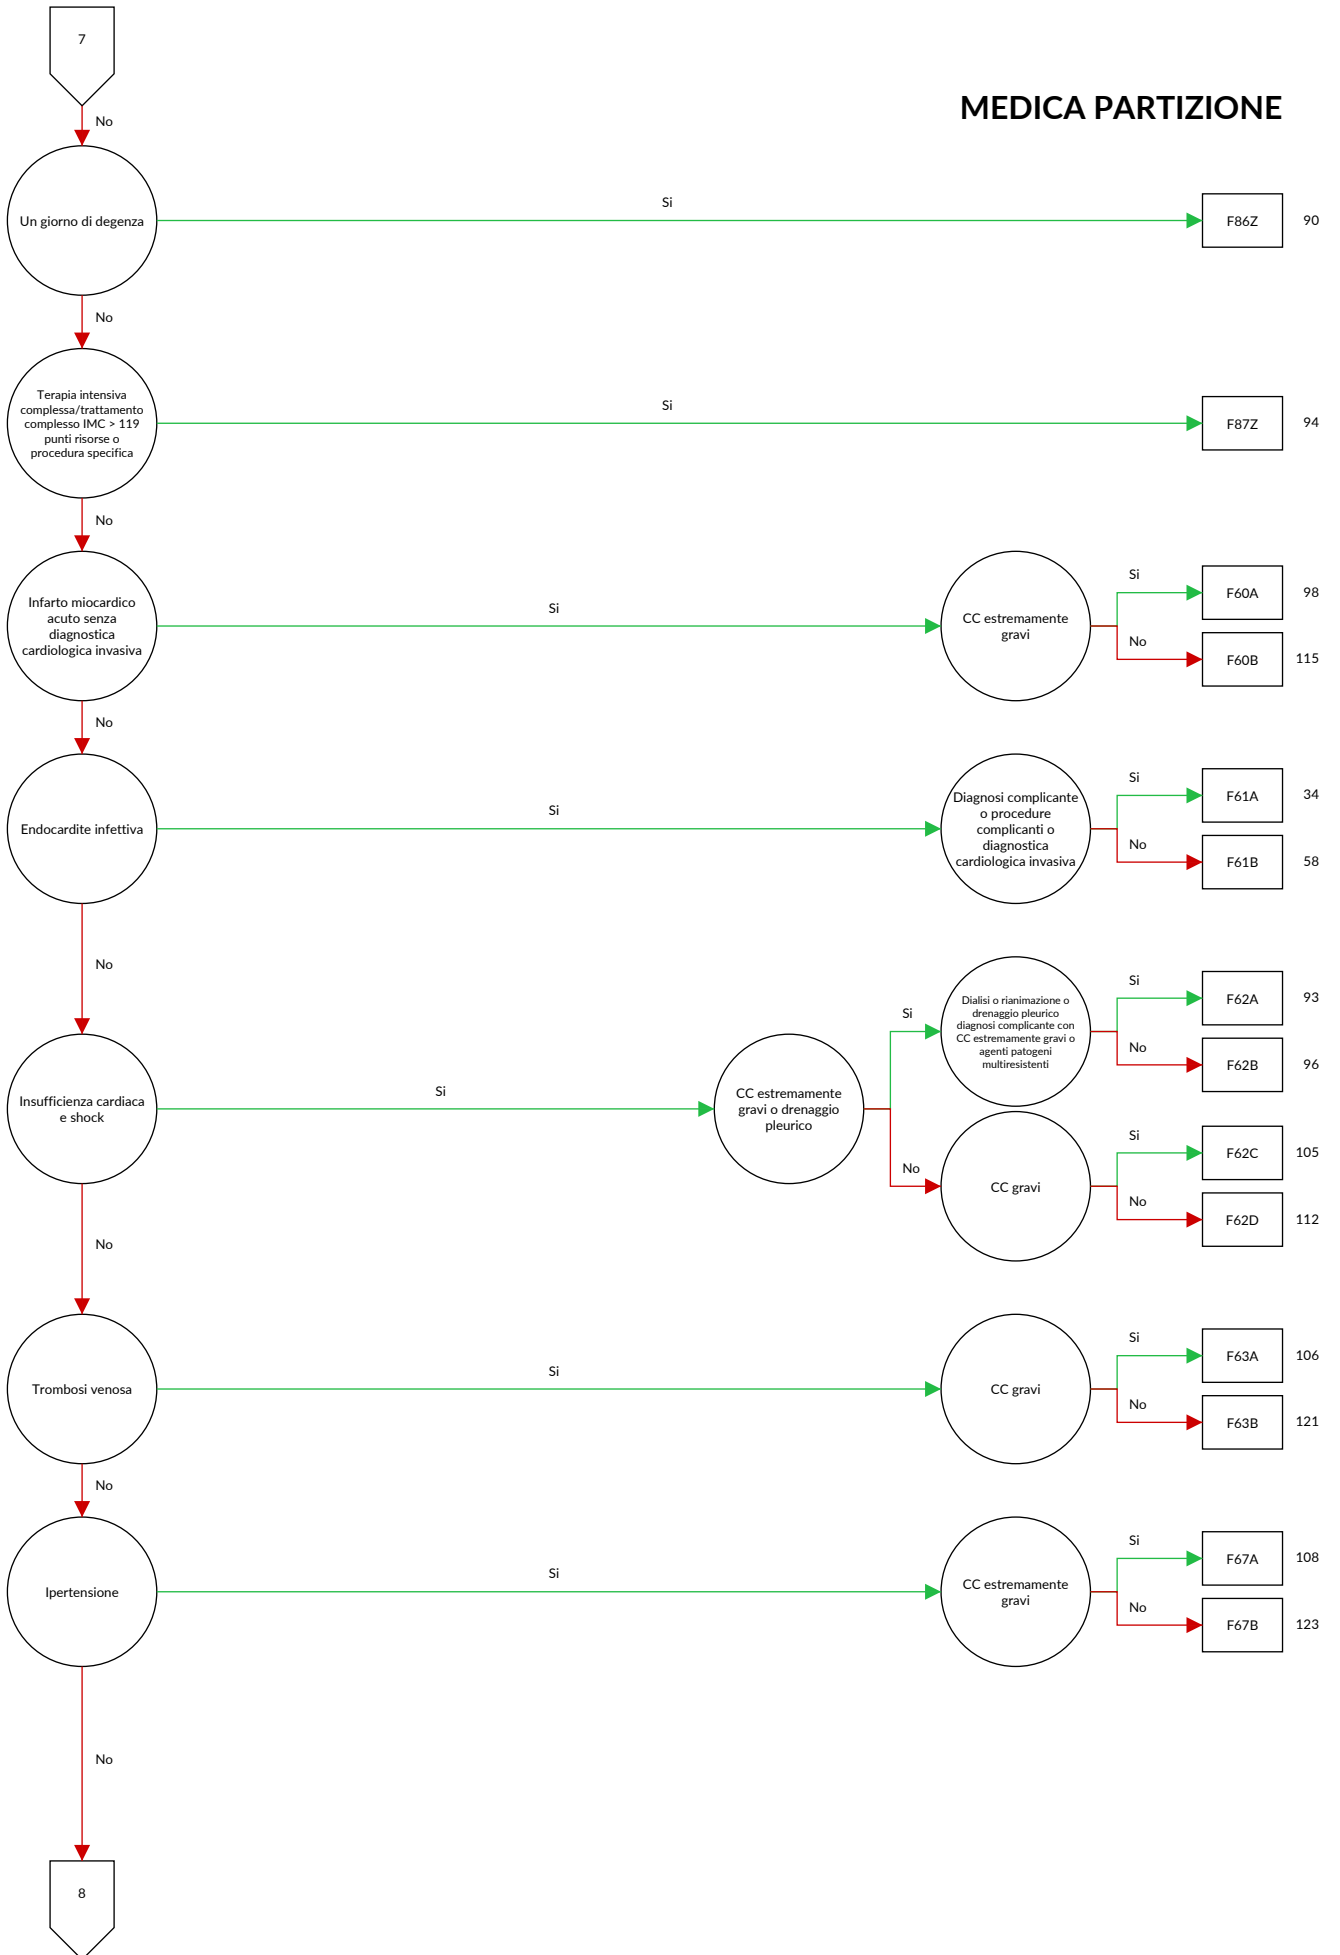 7
MEDICA PARTIZIONE
No
Un giorno di degenza
Si
F86Z
90
No
Terapia intensiva
complessa/trattamento
complesso IMC > 119
punti risorse o
procedura specifica
Si
F87Z
94
No
Infarto miocardico
acuto senza
diagnostica
cardiologica invasiva
Si
CC estremamente
gravi
Si
F60A
98
No
F60B
115
No
Endocardite infettiva
Si
Diagnosi complicante
o procedure
complicanti o
diagnostica
cardiologica invasiva
Si
F61A
34
No
F61B
58
No
Insufficienza cardiaca
e shock
Si
CC estremamente
gravi o drenaggio
pleurico
Si
Dialisi o rianimazione o
drenaggio pleurico
diagnosi complicante con
CC estremamente gravi o
agenti patogeni
multiresistenti
Si
F62A
93
No
F62B
96
No
CC gravi
Si
F62C
105
No
F62D
112
No
Trombosi venosa
Si
CC gravi
Si
F63A
106
No
F63B
121
No
Ipertensione
Si
CC estremamente
gravi
Si
F67A
108
No
F67B
123
No
8